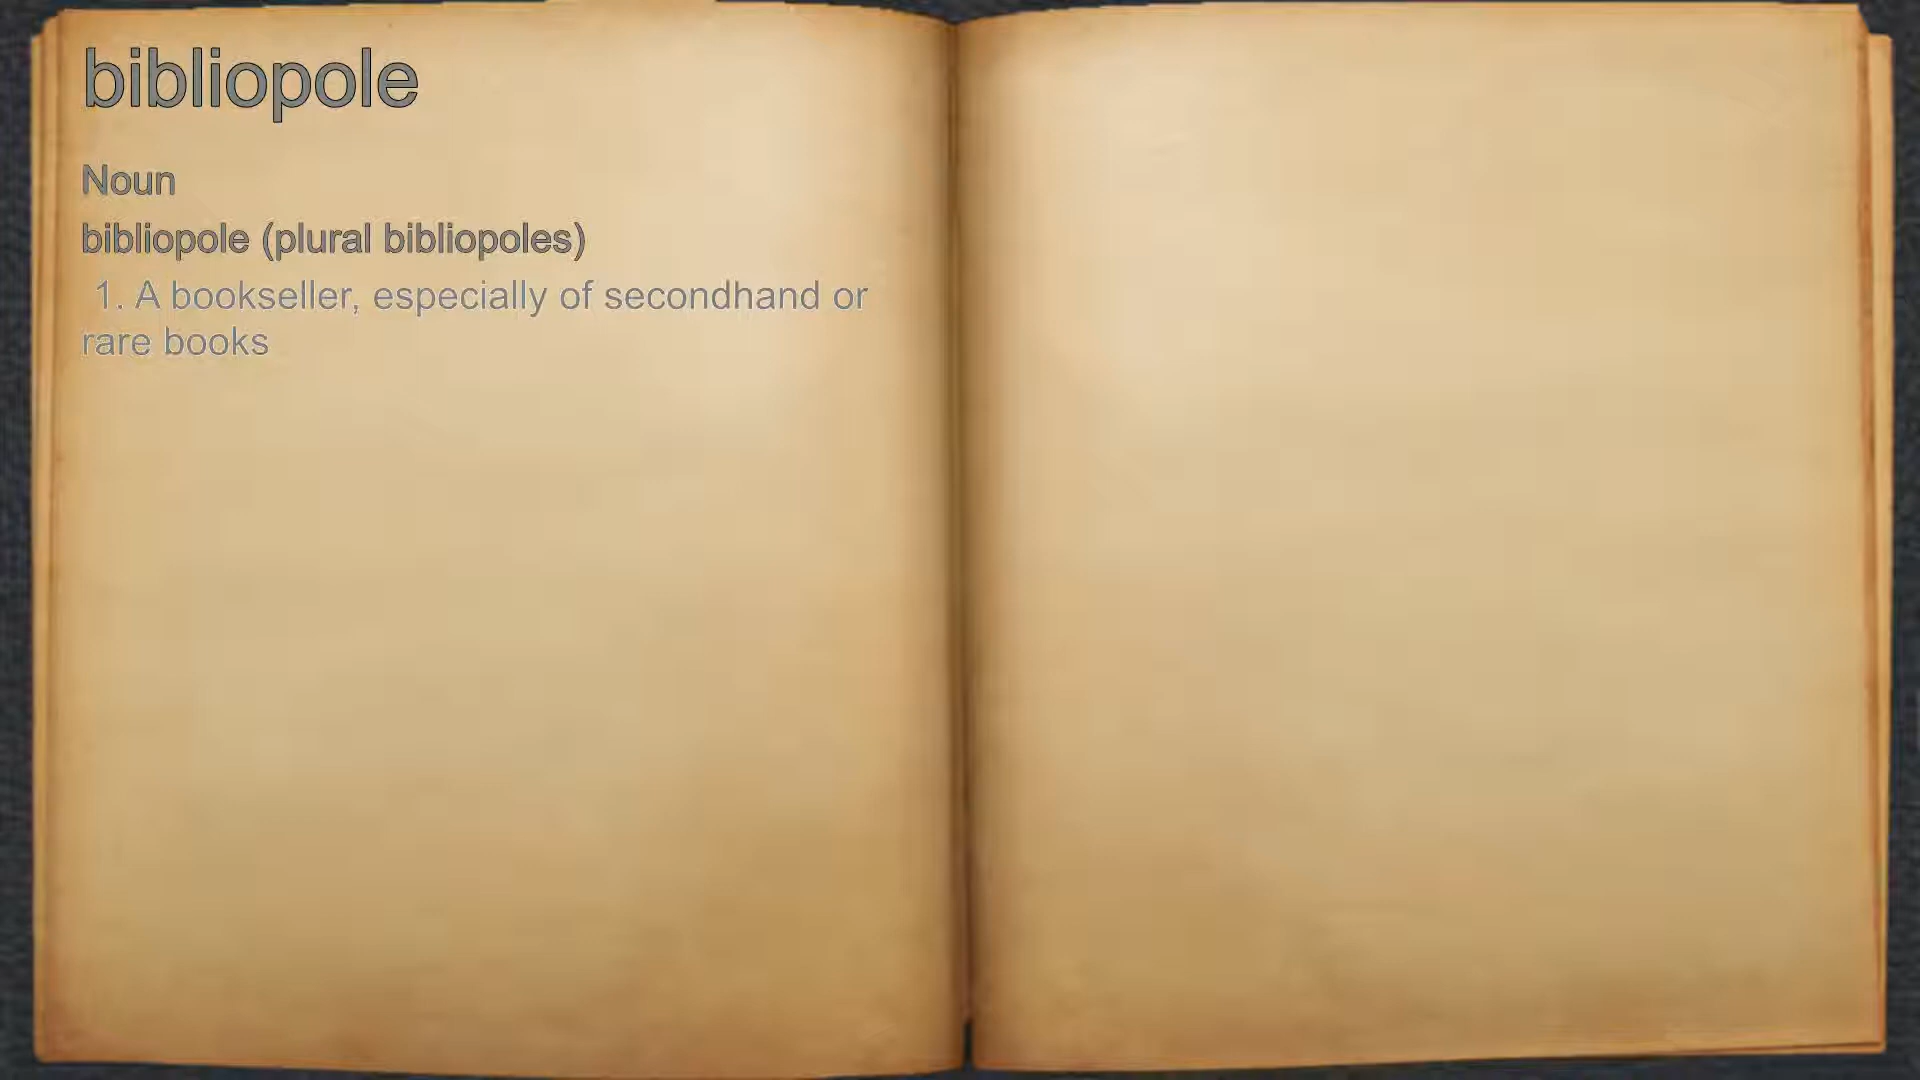 bibliopole
Noun
bibliopole (plural bibliopoles)
1. A bookseller, especially of secondhand or
rare books